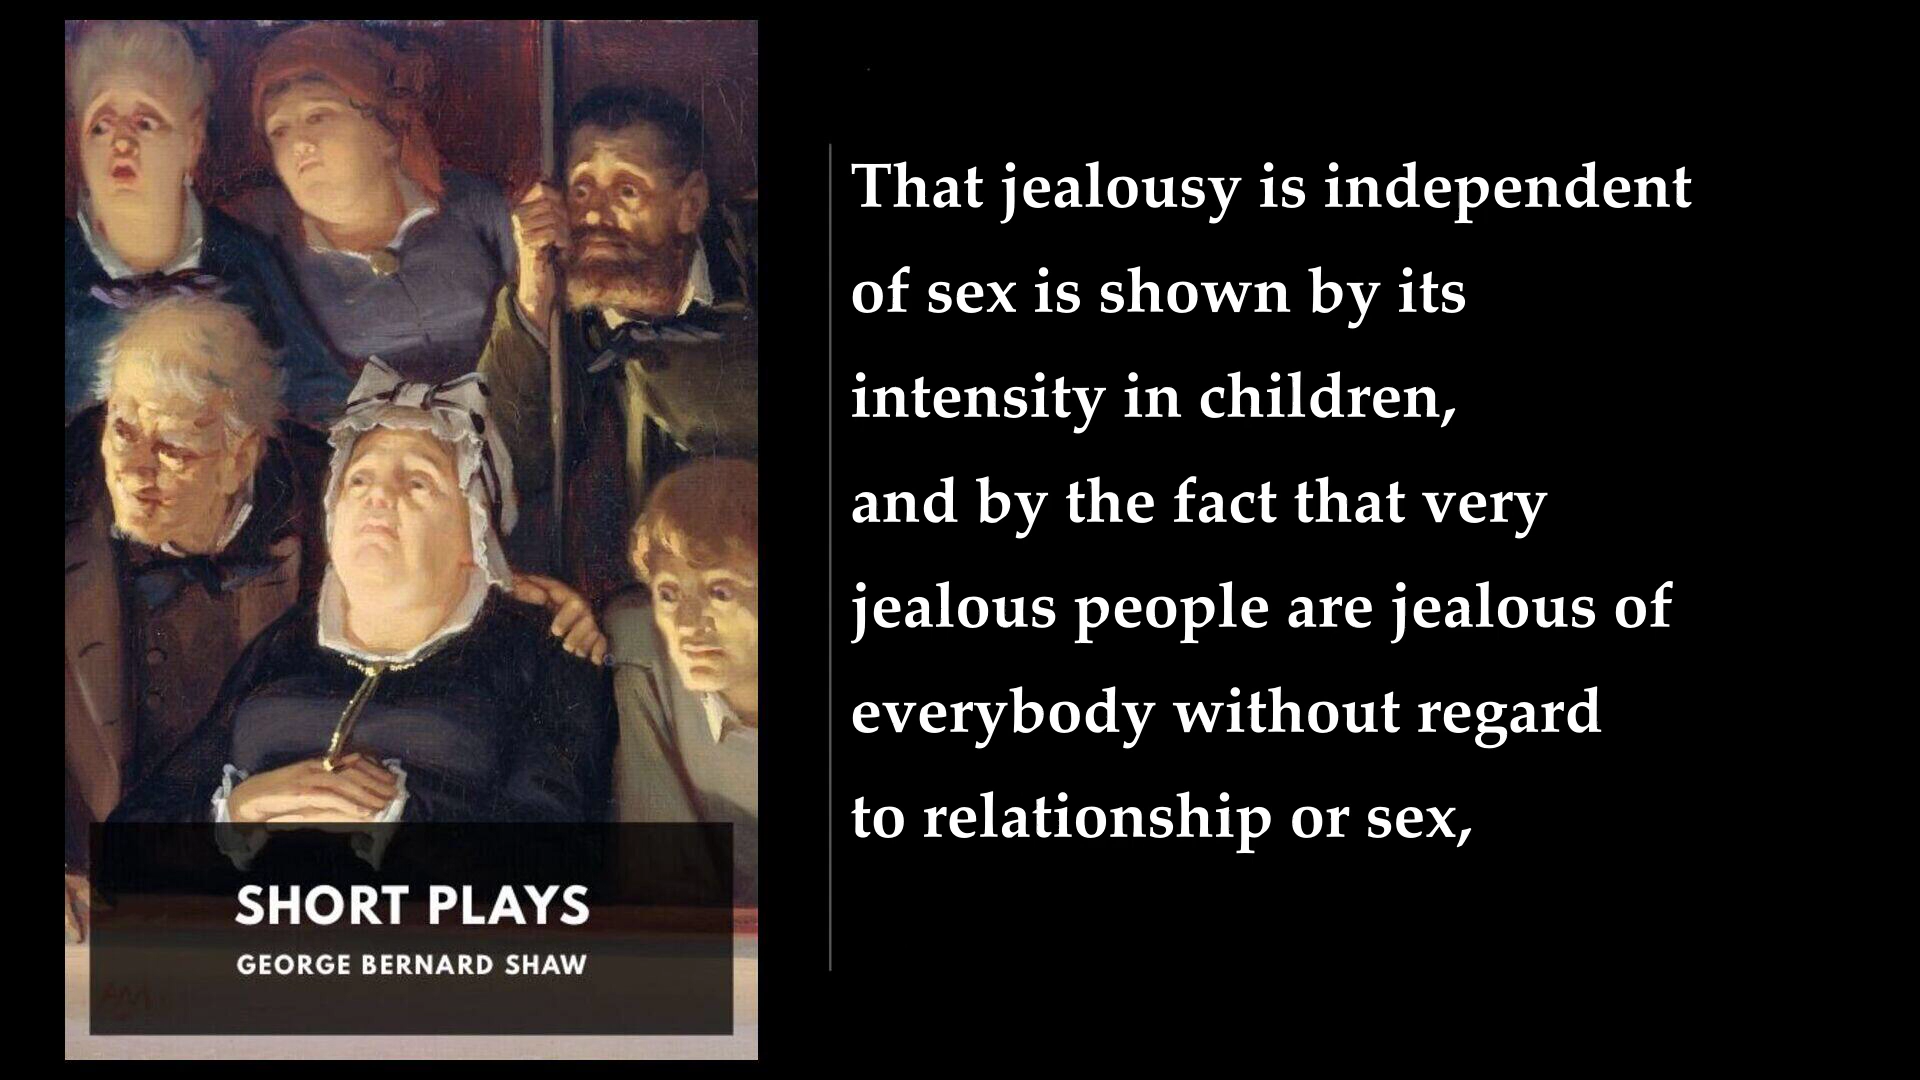 SHORT PLAYS
GEORGE BERNARD SHAW
That jealousy is independent
of sex is shown by its
intensity in children,
and by the fact that very
jealous people are jealous of
everybody without regard
to relationship or sex,